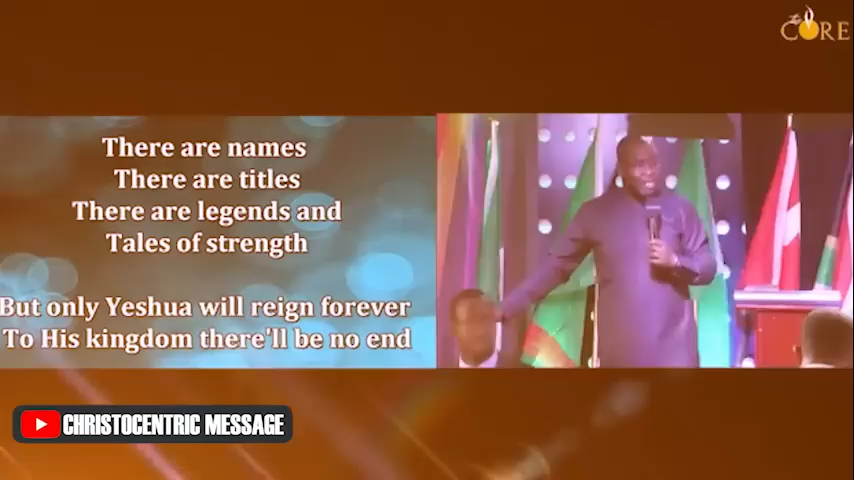 The CORE
There are names
There are titles
There are legends and
Tales of strength
But only Yeshua will reign forever
To His kingdom there'll be no end
CHRISTOCENTRIC MESSAGE